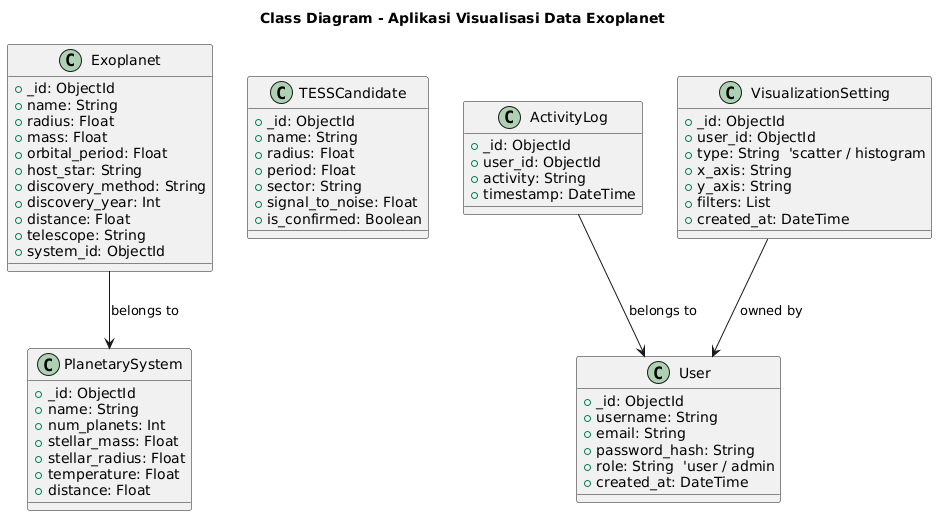 Class Diagram - Aplikasi Visualisasi Data Exoplanet
C Exoplanet
_id: ObjectId
name: String
radius: Float
mass: Float
orbital_period: Float
host_star: String
discovery_method: String
discovery_year: Int
distance: Float
telescope: String
system_id: ObjectId
C TESSCandidate
_id: ObjectId
name: String
radius: Float
period: Float
sector: String
signal_to_noise: Float
is_confirmed: Boolean
C ActivityLog
_id: ObjectId
user_id: ObjectId
activity: String
timestamp: DateTime
C VisualizationSetting
_id: ObjectId
user_id: ObjectId
type: String  'scatter / histogram
x_axis: String
y_axis: String
filters: List
created_at: DateTime
belongs to
belongs to
owned by
C PlanetarySystem
_id: ObjectId
name: String
num_planets: Int
stellar_mass: Float
stellar_radius: Float
temperature: Float
distance: Float
C User
_id: ObjectId
username: String
email: String
password_hash: String
role: String  'user / admin
created_at: DateTime